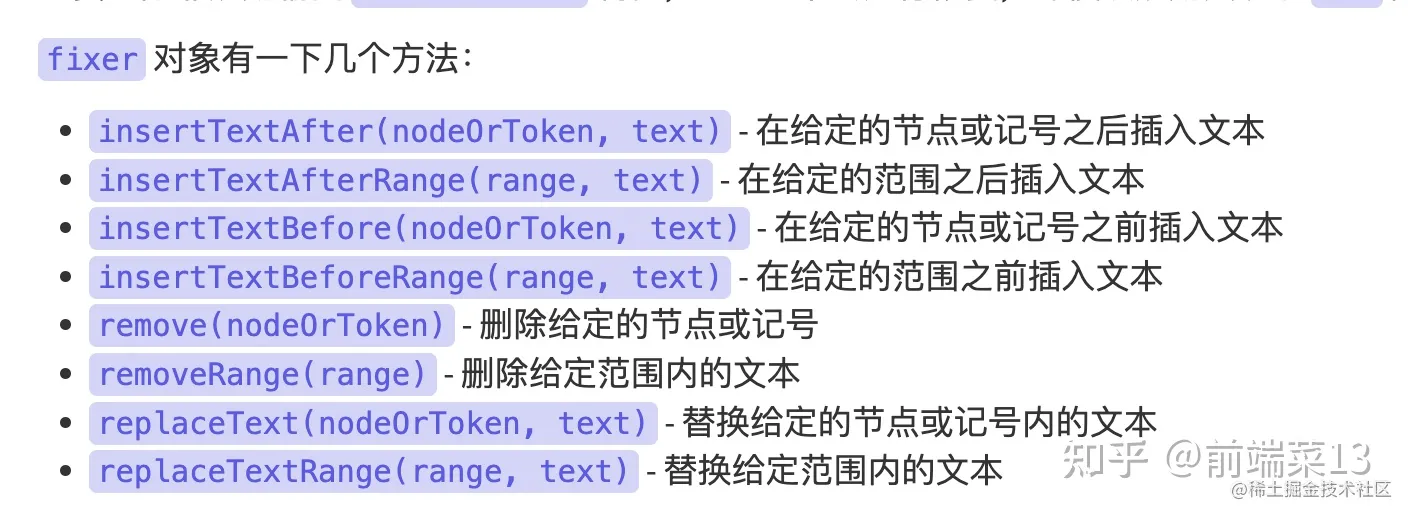 fixer 对象有一下几个方法：
insertTextAfter(nodeOrToken, text) - 在给定的节点或记号之后插入文本
insertTextAfterRange(range, text) - 在给定的范围之后插入文本
insertTextBefore(nodeOrToken, text) - 在给定的节点或记号之前插入文本
insertTextBeforeRange(range, text) - 在给定的范围之前插入文本
remove(nodeOrToken) - 删除给定的节点或记号
removeRange(range) - 删除给定范围内的文本
replaceText(nodeOrToken, text) - 替换给定的节点或记号内的文本
replaceTextRange(range, text) - 替换给定范围内的文本
知乎 @前端菜13
@稀土掘金技术社区